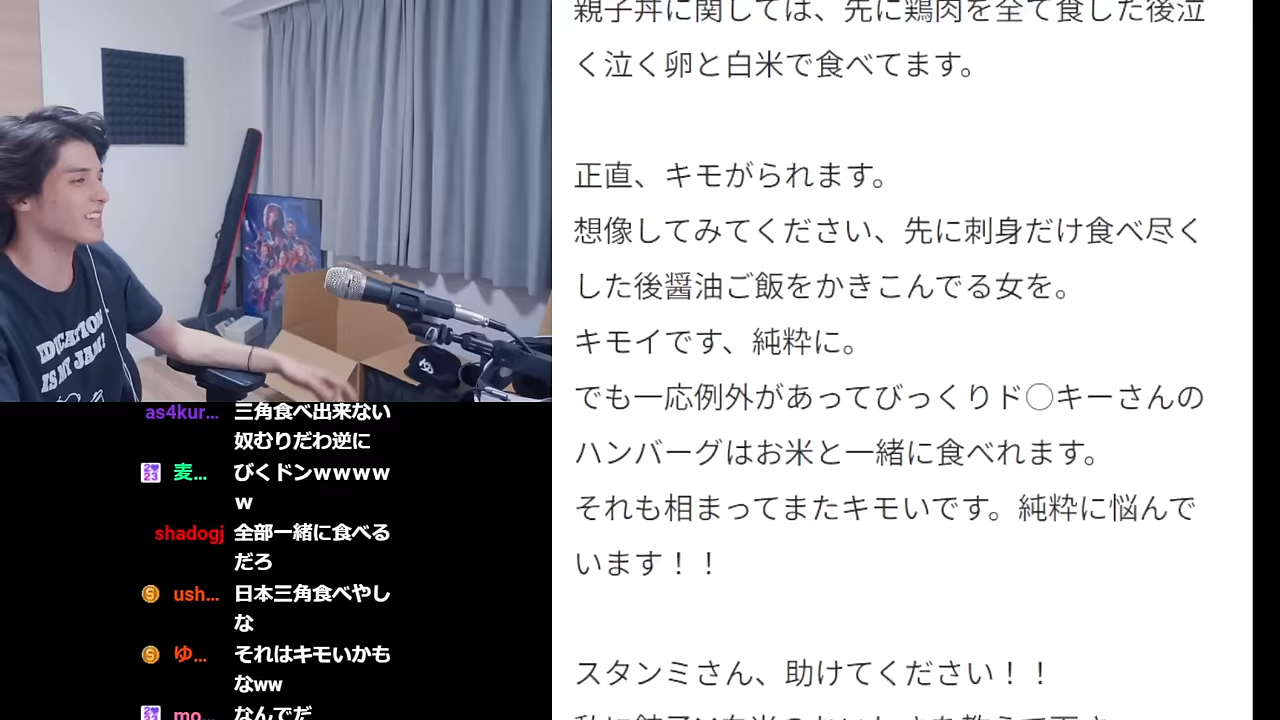 親子丼に関しては、先に鶏肉を全て食した後泣
く泣く卵と白米で食べてます。
正直、キモがられます。
想像してみてください、先に刺身だけ食べ尽く
した後醤油ご飯をかきこんでる女を。
キモイです、純粋に。
でも一応例外があってびっくりド◯キーさんの
ハンバーグはお米と一緒に食べれます。
それも相まってまたキモいです。純粋に悩んで
います！！
スタンミさん、助けてください！！
IS MY JAM!
as4kur… 三角食べ出来ない
奴むりだわ逆に
麦… びくドンｗｗｗｗ
ｗ
shadogj 全部一緒に食べる
だろ
ush… 日本三角食べやし
な
ゆ… それはキモいかも
なww
mo… なんでだ